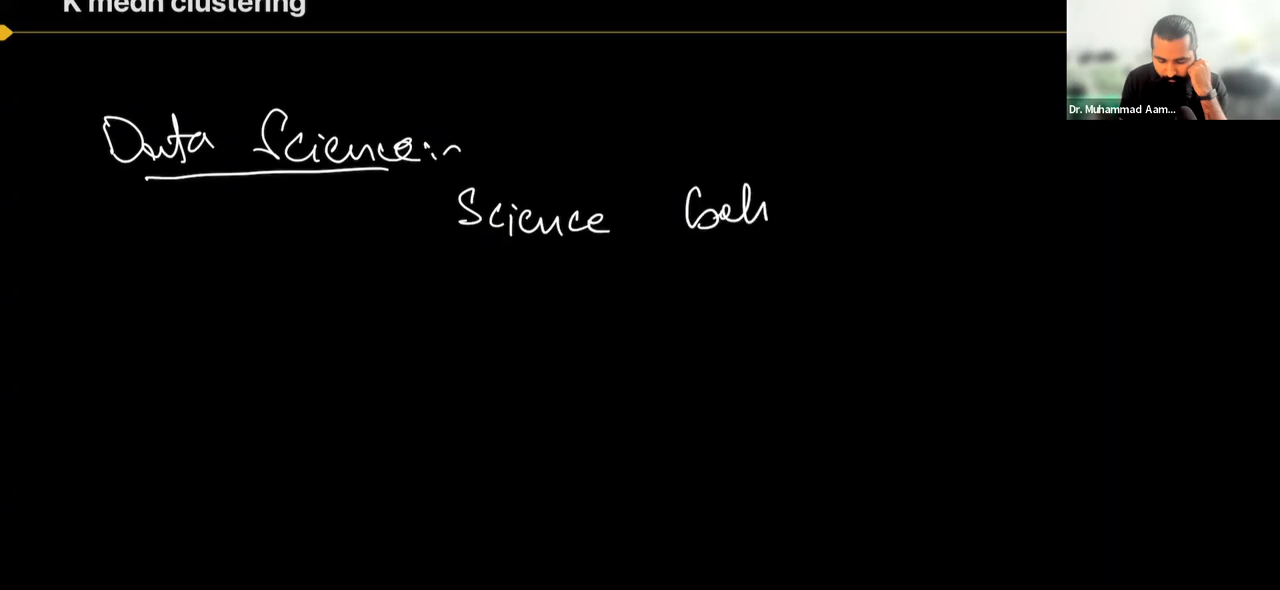 K mean clustering
Dr. Muhammad Aam...
Data Science:-
Science